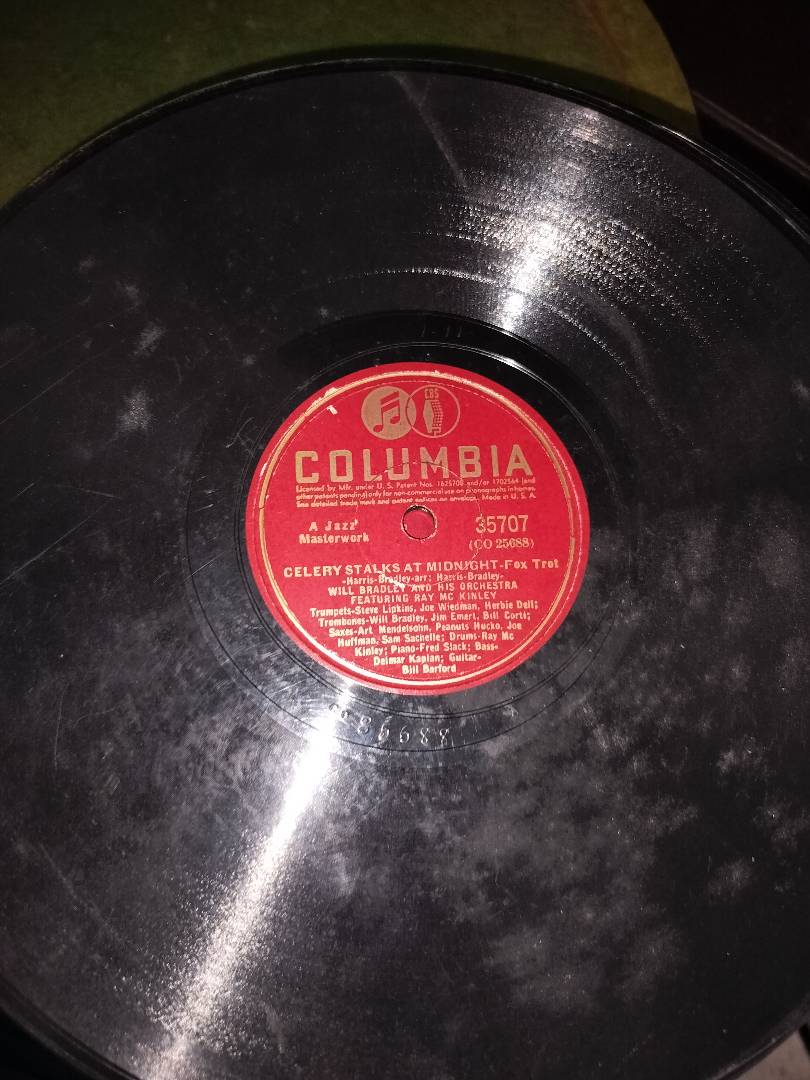 CBS
COLUMBIA
Licensed by Mfr. under U. S. Patent Nos. 1625700 and/or 1702564 (and
other patents pending) only for non-commercial use on phonographs in homes.
See detailed trade mark and patent notices on envelope. Made in U. S. A.
A Jazz
Masterwork
35707
(CO 25688)
CELERY STALKS AT MIDNIGHT-Fox Trot
-Harris-Bradley-arr: Harris-Bradley-
WILL BRADLEY AND HIS ORCHESTRA
FEATURING RAY MC KINLEY
Trumpets-Steve Lipkins, Joe Wiedman, Herbie Dell;
Trombones-Will Bradley, Jim Emert, Bill Corti;
Saxes-Art Mendelsohn, Peanuts Hucko, Joe
Huffman, Sam Sachelle; Drums-Ray Mc
Kinley; Piano-Fred Slack; Bass-
Delmar Kaplan; Guitar-
Bill Barford